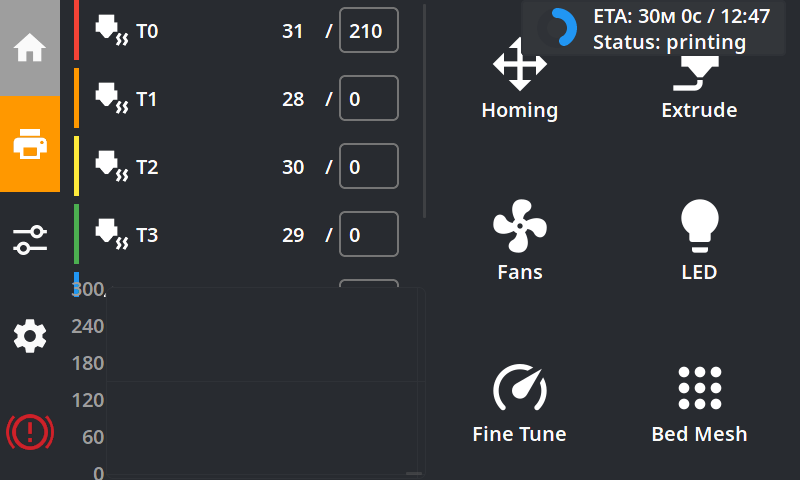 T0 31 / 210
T1 28 / 0
T2 30 / 0
T3 29 / 0
300
240
180
120
60
0
ETA: 30м 0с / 12:47
Status: printing
Homing
Extrude
Fans
LED
Fine Tune
Bed Mesh